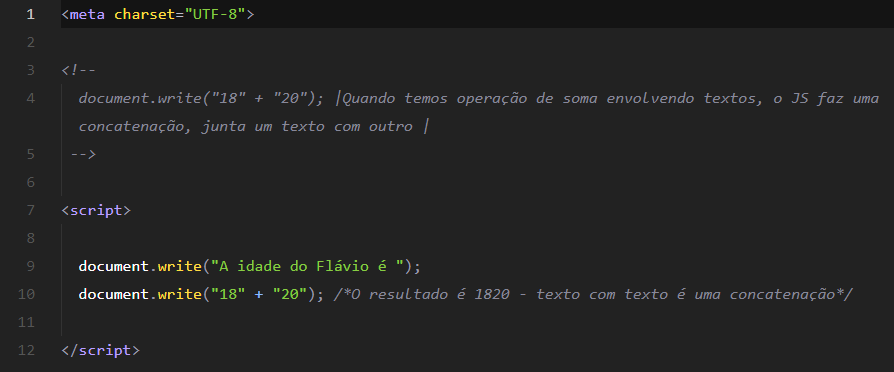 1 <meta charset="UTF-8">
2
3 <!--
4 document.write("18" + "20"); |Quando temos operação de soma envolvendo textos, o JS faz uma
concatenação, junta um texto com outro |
5 -->
6
7 <script>
8
9 document.write("A idade do Flávio é ");
10 document.write("18" + "20"); /*O resultado é 1820 - texto com texto é uma concatenação*/
11
12 </script>